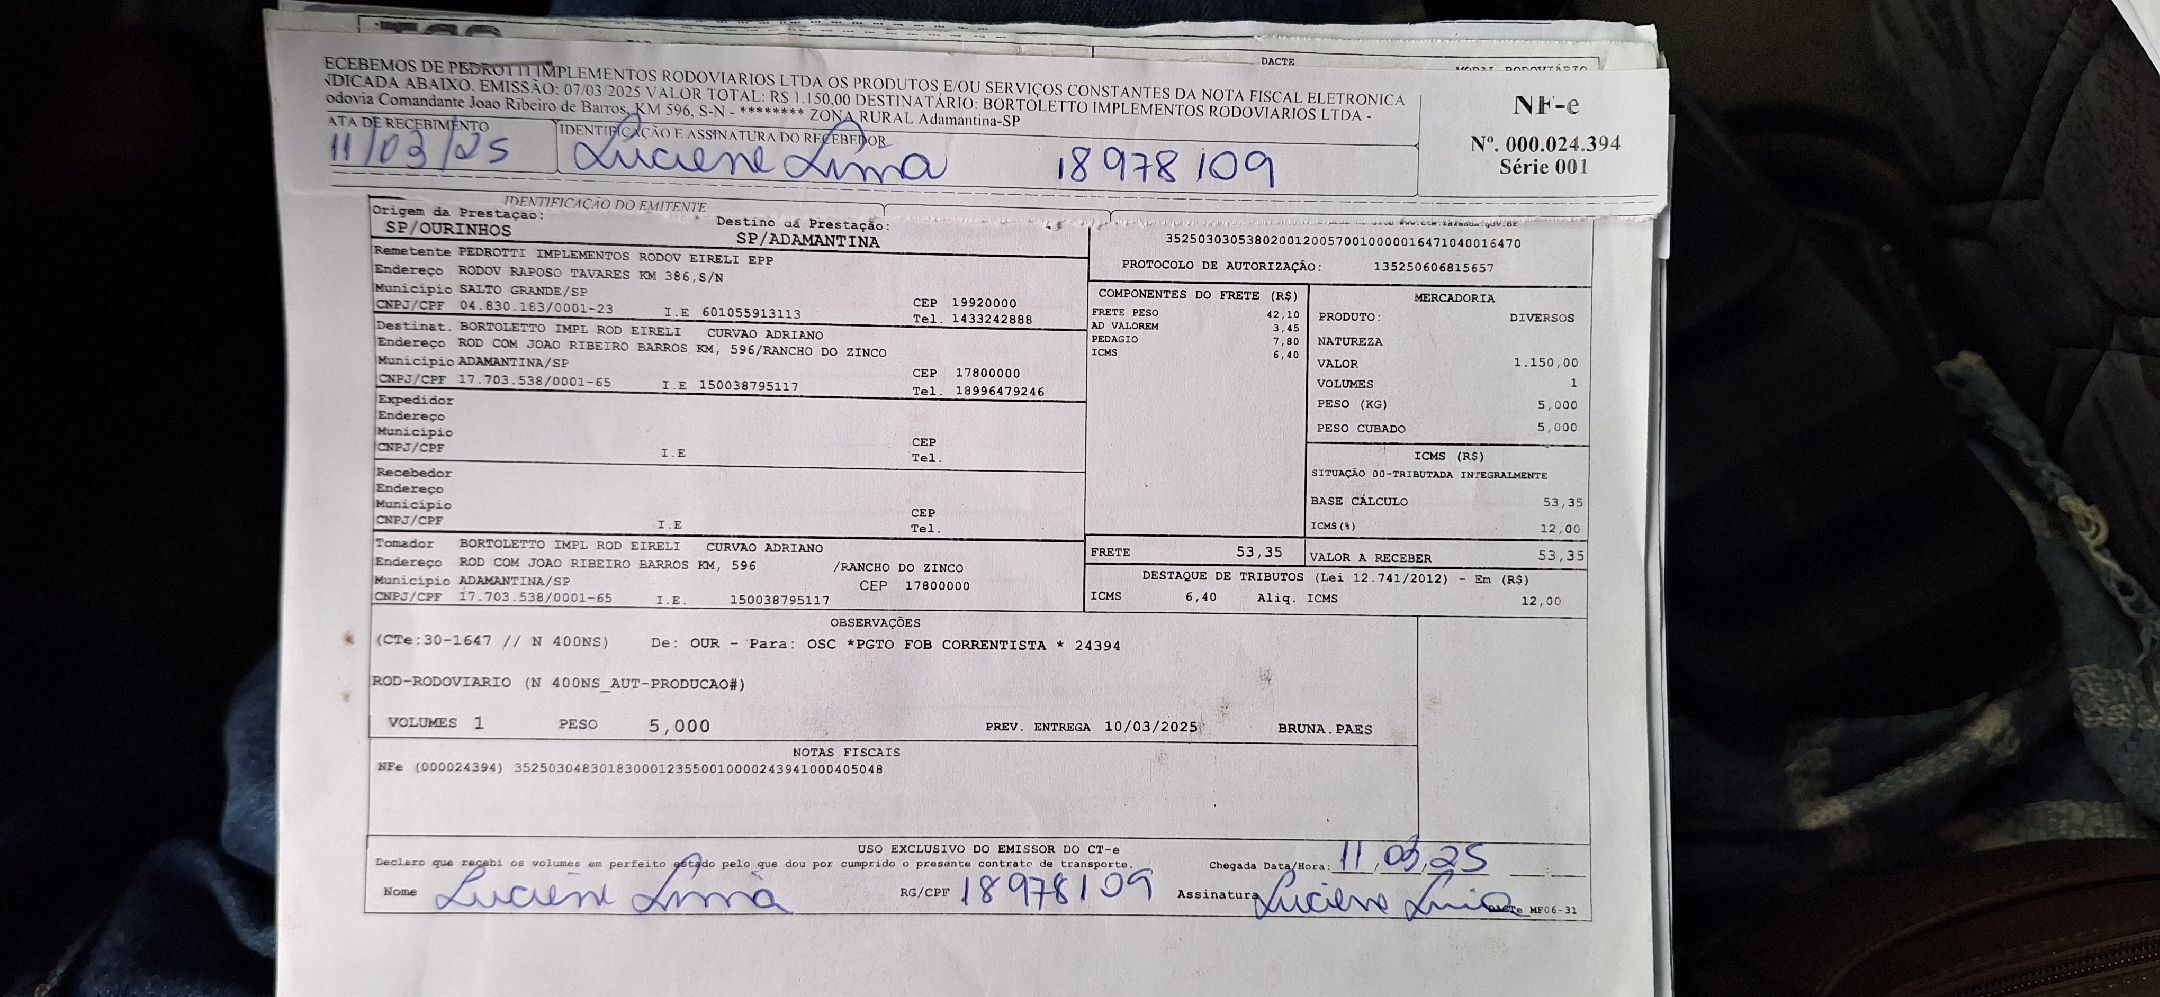 DACTE
ECEBEMOS DE PEDROTTI IMPLEMENTOS RODOVIARIOS LTDA OS PRODUTOS E/OU SERVIÇOS CONSTANTES DA NOTA FISCAL ELETRONICA
NDICADA ABAIXO. EMISSÃO: 07/03/2025 VALOR TOTAL: R$ 1.150,00 DESTINATÁRIO: BORTOLETTO IMPLEMENTOS RODOVIARIOS LTDA -
odovia Comandante Joao Ribeiro de Barros, KM 596, S-N - ******** ZONA RURAL Adamantina-SP
NF-e
Nº. 000.024.394
Série 001
ATA DE RECEBIMENTO
11/03/25
IDENTIFICAÇÃO E ASSINATURA DO RECEBEDOR
Luciene Lima 18978109
IDENTIFICAÇÃO DO EMITENTE
Origem da Prestaçao:
SP/OURINHOS
Destino da Prestação:
SP/ADAMANTINA
35250303053802001200570010000016471040016470
PROTOCOLO DE AUTORIZAÇÃO: 135250606815657
Remetente PEDROTTI IMPLEMENTOS RODOV EIRELI EPP
Endereço RODOV RAPOSO TAVARES KM 386,S/N
Município SALTO GRANDE/SP CEP 19920000
CNPJ/CPF 04.830.183/0001-23 I.E 601055913113 Tel. 1433242888
Destinat. BORTOLETTO IMPL ROD EIRELI CURVAO ADRIANO
Endereço ROD COM JOAO RIBEIRO BARROS KM, 596/RANCHO DO ZINCO
Município ADAMANTINA/SP CEP 17800000
CNPJ/CPF 17.703.538/0001-65 I.E 150038795117 Tel. 18996479246
Expedidor
Endereço
Município CEP
CNPJ/CPF I.E Tel.
Recebedor
Endereço
Município CEP
CNPJ/CPF I.E Tel.
Tomador BORTOLETTO IMPL ROD EIRELI CURVAO ADRIANO
Endereço ROD COM JOAO RIBEIRO BARROS KM, 596 /RANCHO DO ZINCO
Município ADAMANTINA/SP CEP 17800000
CNPJ/CPF 17.703.538/0001-65 I.E. 150038795117
COMPONENTES DO FRETE (R$)
FRETE PESO 42,10
AD VALOREM 3,45
PEDAGIO 7,80
ICMS 6,40
MERCADORIA
PRODUTO: DIVERSOS
NATUREZA
VALOR 1.150,00
VOLUMES 1
PESO (KG) 5,000
PESO CUBADO 5,000
ICMS (R$)
SITUAÇÃO 00-TRIBUTADA INTEGRALMENTE
BASE CÁLCULO 53,35
ICMS(%) 12,00
FRETE 53,35
VALOR A RECEBER 53,35
DESTAQUE DE TRIBUTOS (Lei 12.741/2012) - Em (R$)
ICMS 6,40 Aliq. ICMS 12,00
OBSERVAÇÕES
(CTe:30-1647 // N 400NS) De: OUR - Para: OSC *PGTO FOB CORRENTISTA * 24394
ROD-RODOVIARIO (N 400NS_AUT-PRODUCAO#)
VOLUMES 1 PESO 5,000 PREV. ENTREGA 10/03/2025 BRUNA.PAES
NOTAS FISCAIS
NFe (000024394) 35250304830183000123550010000243941000405048
USO EXCLUSIVO DO EMISSOR DO CT-e
Declaro que recebi os volumes em perfeito estado pelo que dou por cumprido o presente contrato de transporte. Chegada Data/Hora: 11,03,25
Nome Luciene Lima RG/CPF 18978109 Assinatura Luciene Lima MF06-31